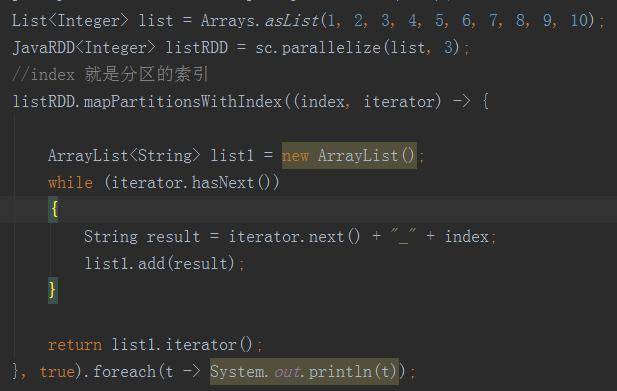 List<Integer> list = Arrays.asList(1, 2, 3, 4, 5, 6, 7, 8, 9, 10);
JavaRDD<Integer> listRDD = sc.parallelize(list, 3);
//index 就是分区的索引
listRDD.mapPartitionsWithIndex((index, iterator) -> {
ArrayList<String> list1 = new ArrayList();
while (iterator.hasNext())
{
String result = iterator.next() + "_" + index;
list1.add(result);
}
return list1.iterator();
}, true).foreach(t -> System.out.println(t));